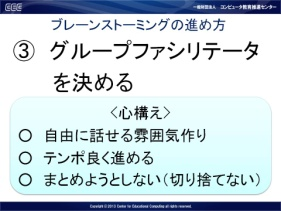 CEC
一般財団法人 コンピュータ教育推進センター
ブレーンストーミングの進め方
③ グループファシリテータ
を決める
<心構え>
○ 自由に話せる雰囲気作り
○ テンポ良く進める
○ まとめようとしない(切り捨てない)
Copyright © 2013 Center for Educational Computing all rights reserved.